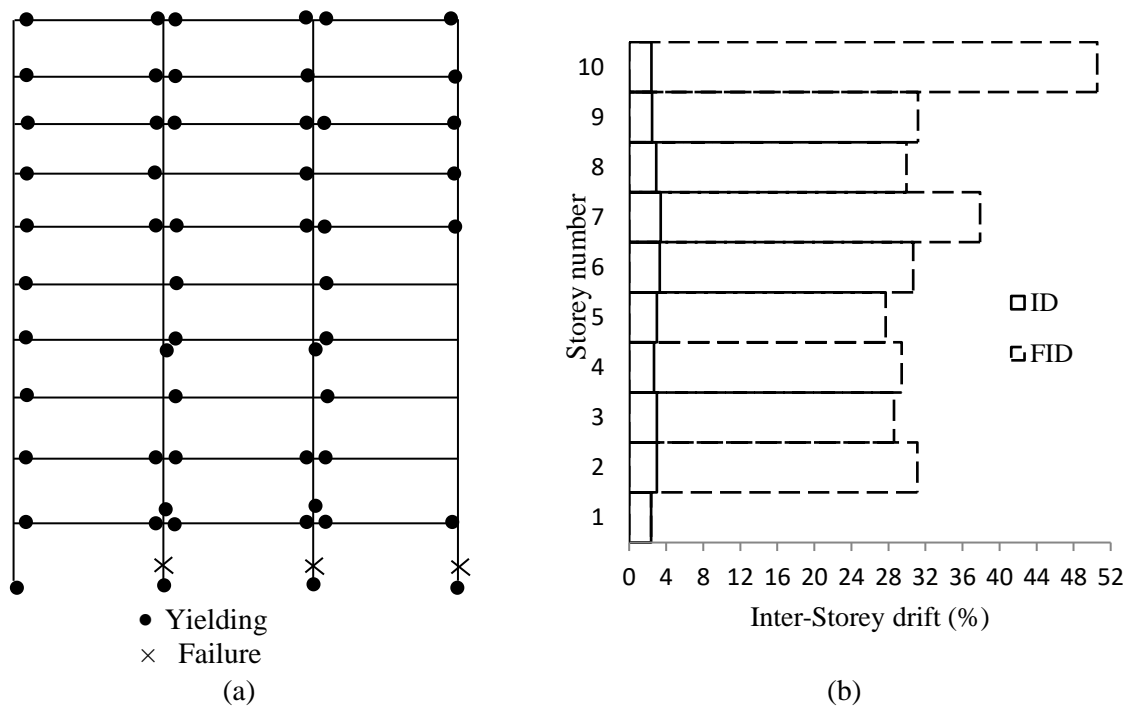 Yielding
Failure
(a)
Storey number
10
9
8
7
6
5
4
3
2
1
0 4 8 12 16 20 24 28 32 36 40 44 48 52
Inter-Storey drift (%)
ID
FID
(b)